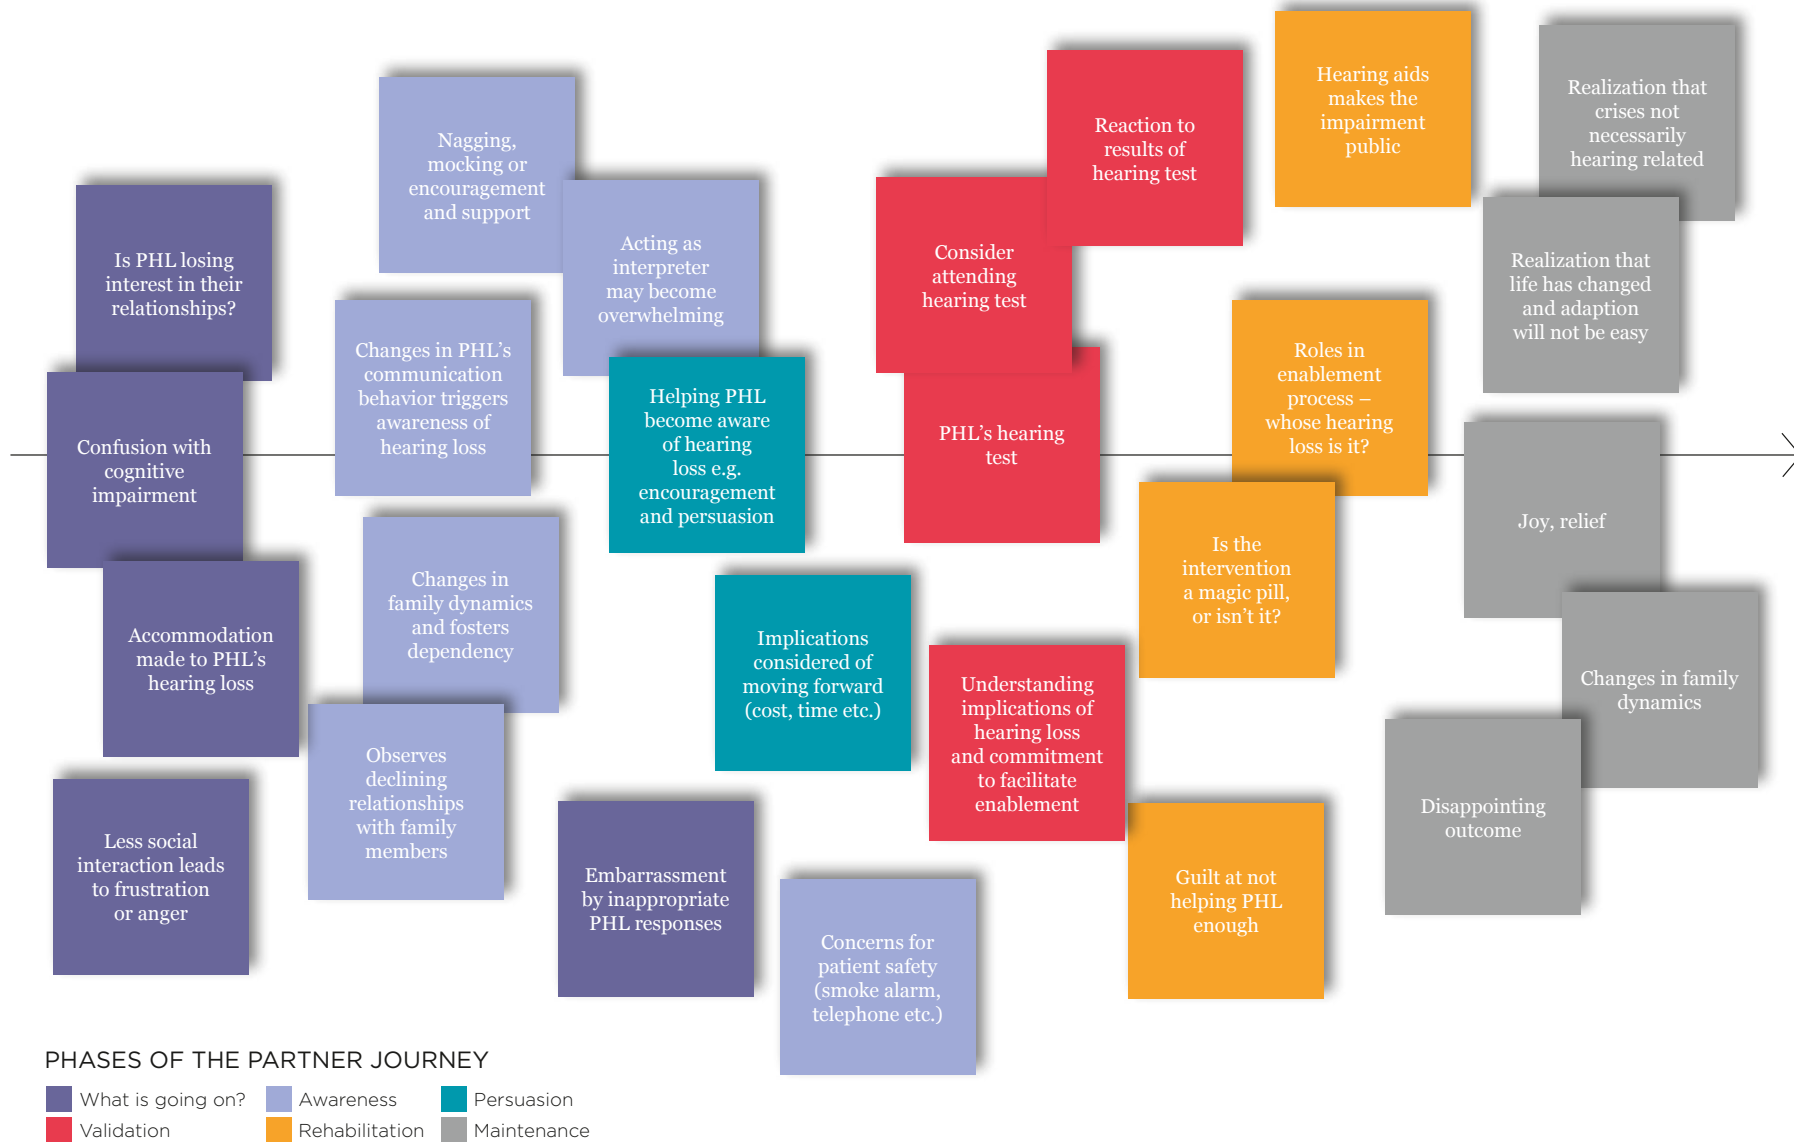 Is PHL losing
interest in their
relationships?
Confusion with
cognitive
impairment
Accommodation
made to PHL's
hearing loss
Less social
interaction leads
to frustration
or anger
Nagging,
mocking or
encouragement
and support
Acting as
interpreter
may become
overwhelming
Changes in PHL's
communication
behavior triggers
awareness of
hearing loss
Changes in
family dynamics
and fosters
dependency
Observes
declining
relationships
with family
members
Helping PHL
become aware
of hearing
loss e.g.
encouragement
and persuasion
Implications
considered of
moving forward
(cost, time etc.)
Embarrassment
by inappropriate
PHL responses
Concerns for
patient safety
(smoke alarm,
telephone etc.)
Reaction to
results of
hearing test
Consider
attending
hearing test
PHL's hearing
test
Understanding
implications of
hearing loss
and commitment
to facilitate
enablement
Hearing aids
makes the
impairment
public
Roles in
enablement
process –
whose hearing
loss is it?
Is the
intervention
a magic pill,
or isn't it?
Guilt at not
helping PHL
enough
Realization that
crises not
necessarily
hearing related
Realization that
life has changed
and adaption
will not be easy
Joy, relief
Changes in family
dynamics
Disappointing
outcome
PHASES OF THE PARTNER JOURNEY
What is going on?
Awareness
Persuasion
Validation
Rehabilitation
Maintenance